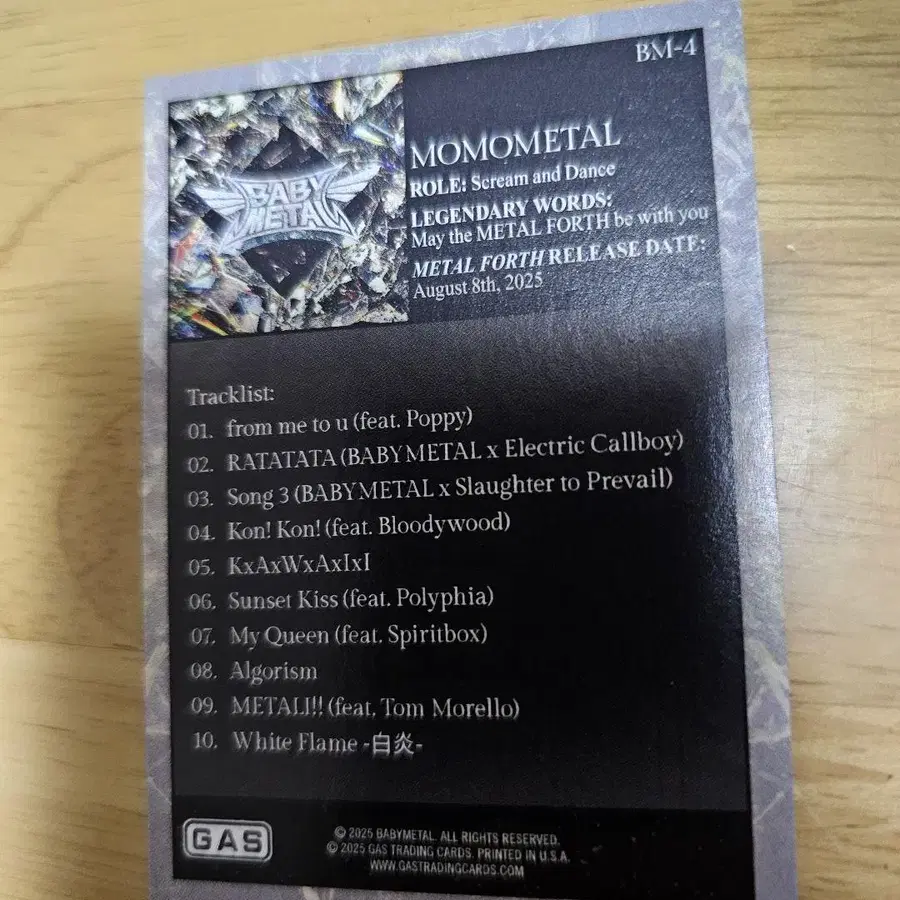 BM-4
BABY
METAL
MOMOMETAL
ROLE: Scream and Dance
LEGENDARY WORDS:
May the METAL FORTH be with you
METAL FORTH RELEASE DATE:
August 8th, 2025
Tracklist:
01. from me to u (feat. Poppy)
02. RATATATA (BABYMETAL x Electric Callboy)
03. Song 3 (BABYMETAL x Slaughter to Prevail)
04. Kon! Kon! (feat. Bloodywood)
05. KxAxWxAxIxI
06. Sunset Kiss (feat. Polyphia)
07. My Queen (feat. Spiritbox)
08. Algorism
09. METALI!! (feat. Tom Morello)
10. White Flame -白炎-
GAS
© 2025 BABYMETAL. ALL RIGHTS RESERVED.
© 2025 GAS TRADING CARDS. PRINTED IN U.S.A.
WWW.GASTRADINGCARDS.COM